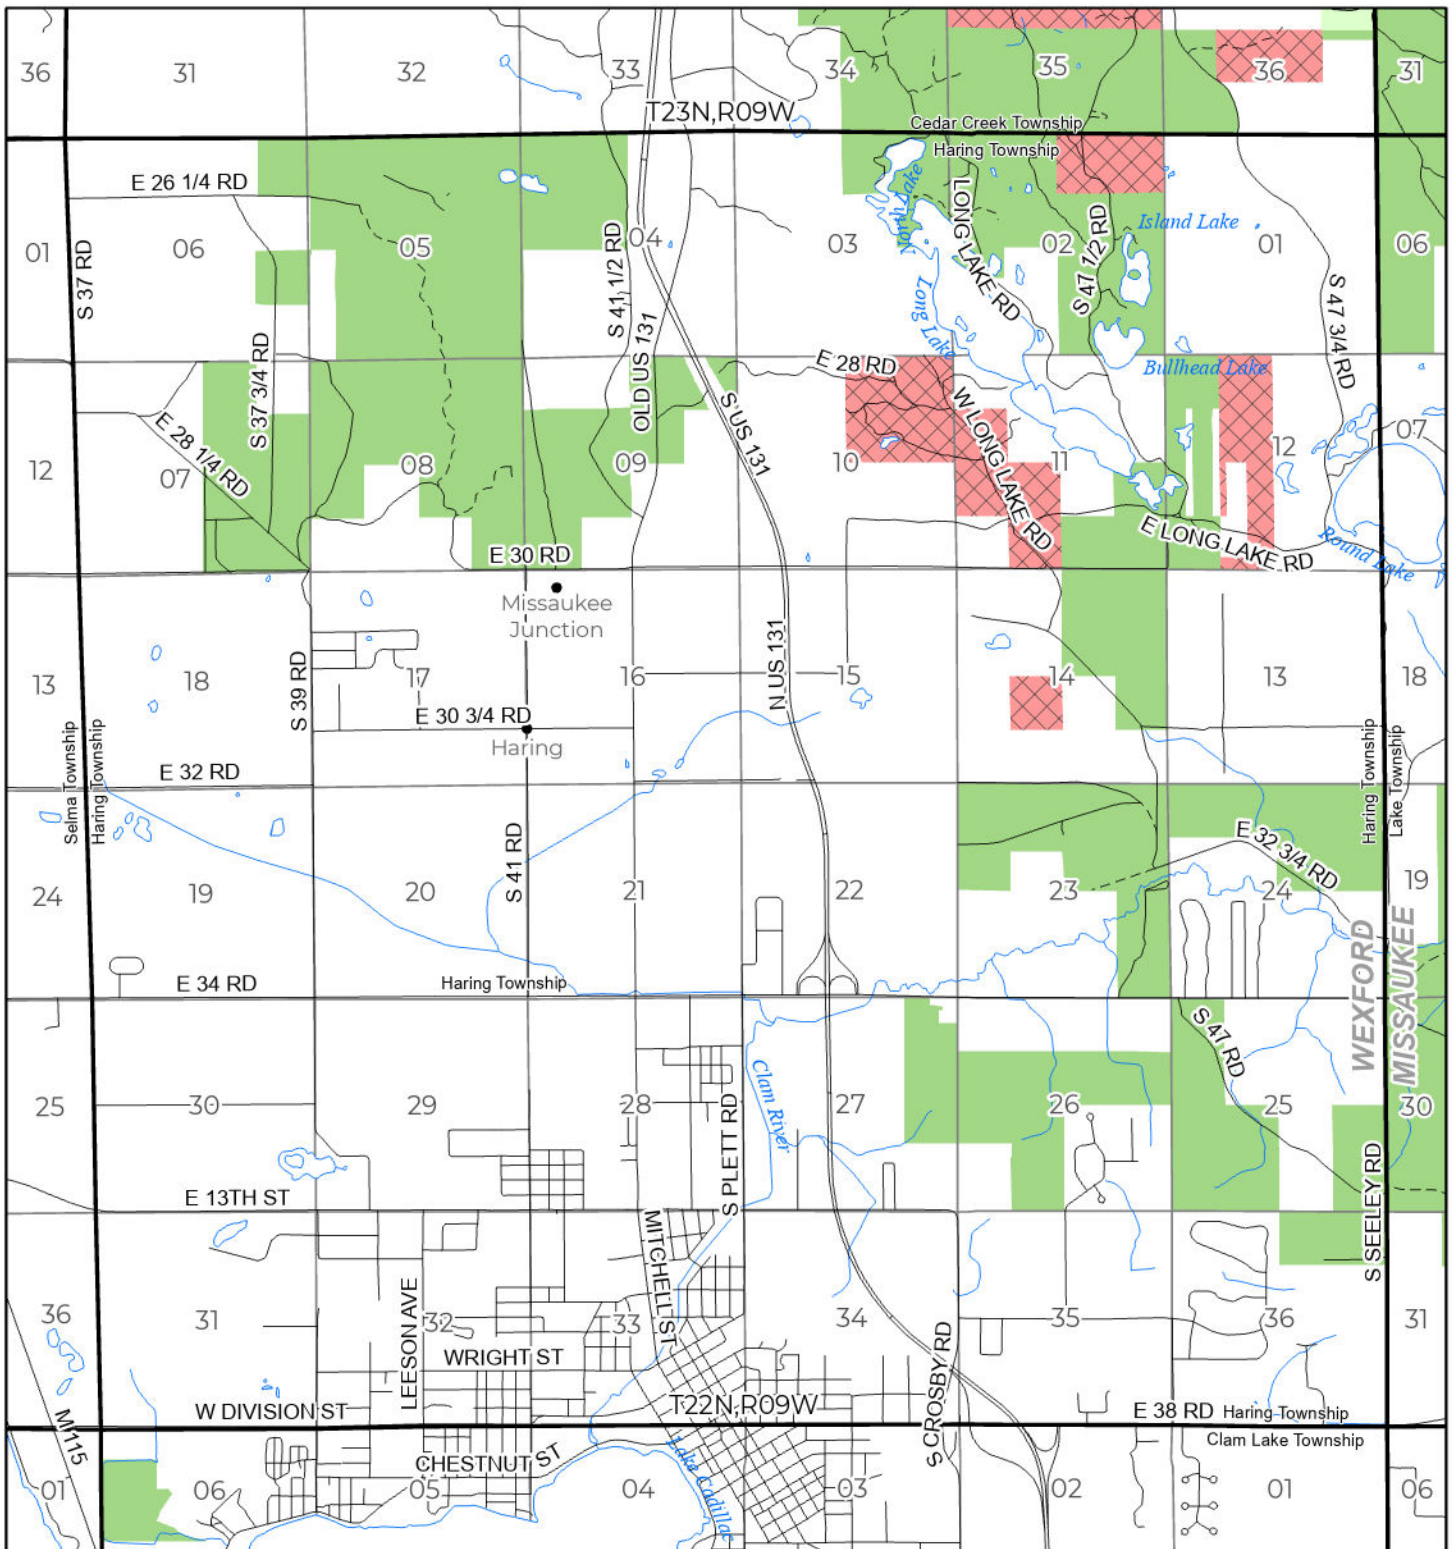 36
31
32
33
34
35
36
31
T23N,R09W
Cedar Creek Township
Haring Township
E 26 1/4 RD
01
S 37 RD
06
05
S 41 1/2 RD
04
03
North Lake
LONG LAKE RD
Long Lake
02
S 47 1/2 RD
Island Lake
01
S 47 3/4 RD
06
OLD US 131
E 28 RD
Bullhead Lake
12
E 28 1/4 RD
S 37 3/4 RD
07
08
09
S US 131
10
W LONG LAKE RD
11
12
07
E LONG LAKE RD
Round Lake
E 30 RD
Missaukee
Junction
13
18
S 39 RD
17
16
N US 131
15
14
13
18
E 30 3/4 RD
Haring
Selma Township
Haring Township
E 32 RD
Haring Township
Lake Township
24
19
20
S 41 RD
21
22
23
E 32 3/4 RD
24
19
WEXFORD
MISSAUKEE
E 34 RD
Haring Township
25
30
29
28
S PLETT RD
Clam River
27
26
S 47 RD
25
30
E 13TH ST
MITCHELL ST
S SEELEY RD
36
31
LEESON AVE
32
33
34
S CROSBY RD
35
36
31
WRIGHT ST
M115
W DIVISION ST
T22N,R09W
E 38 RD
Haring Township
Clam Lake Township
CHESTNUT ST
Lake Cadillac
01
06
05
04
03
02
01
06